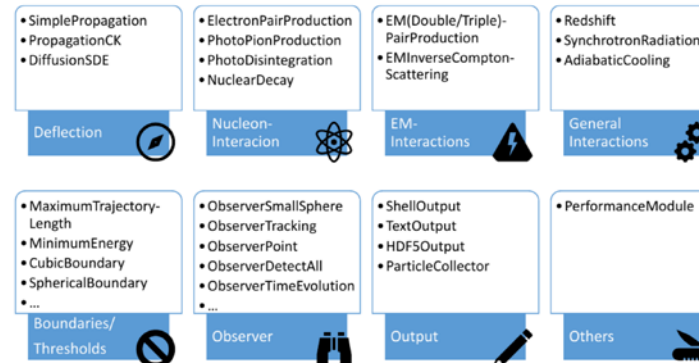 • SimplePropagation
• PropagationCK
• DiffusionSDE
Deflection
• ElectronPairProduction
• PhotoPionProduction
• PhotoDisintegration
• NuclearDecay
Nucleon-
Interacion
• EM(Double/Triple)-
PairProduction
• EMInverseCompton-
Scattering
EM-
Interactions
• Redshift
• SynchrotronRadiation
• AdiabaticCooling
General
Interactions
• MaximumTrajectory-
Length
• MinimumEnergy
• CubicBoundary
• SphericalBoundary
• ...
Boundaries/
Thresholds
• ObserverSmallSphere
• ObserverTracking
• ObserverPoint
• ObserverDetectAll
• ObserverTimeEvolution
• ...
Observer
• ShellOutput
• TextOutput
• HDF5Output
• ParticleCollector
Output
• PerformanceModule
Others